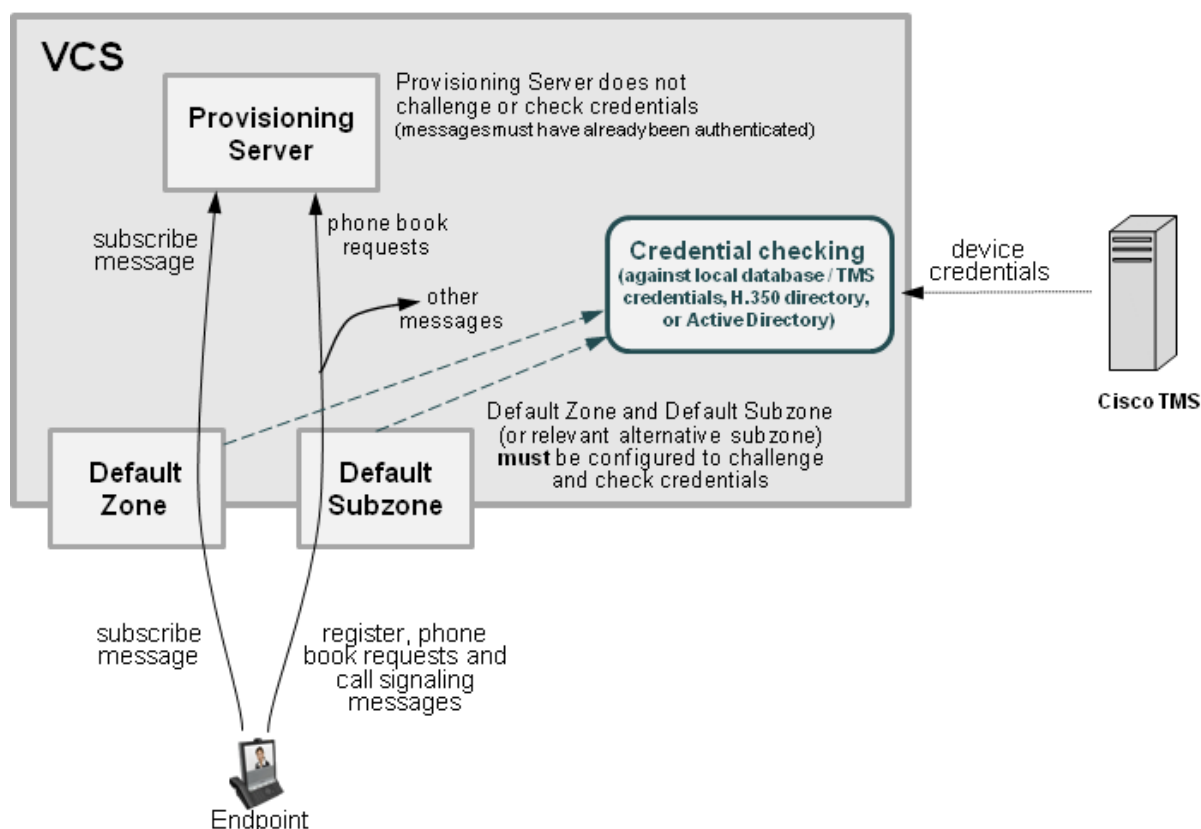 VCS
Provisioning
Server
Provisioning Server does not
challenge or check credentials
(messages must have already been authenticated)
subscribe
message
phone book
requests
other
messages
Credential checking
(against local database / TMS
credentials, H.350 directory,
or Active Directory)
device
credentials
Cisco TMS
Default Zone and Default Subzone
(or relevant alternative subzone)
must be configured to challenge
and check credentials
Default
Zone
Default
Subzone
subscribe
message
register, phone
book requests and
call signaling
messages
Endpoint